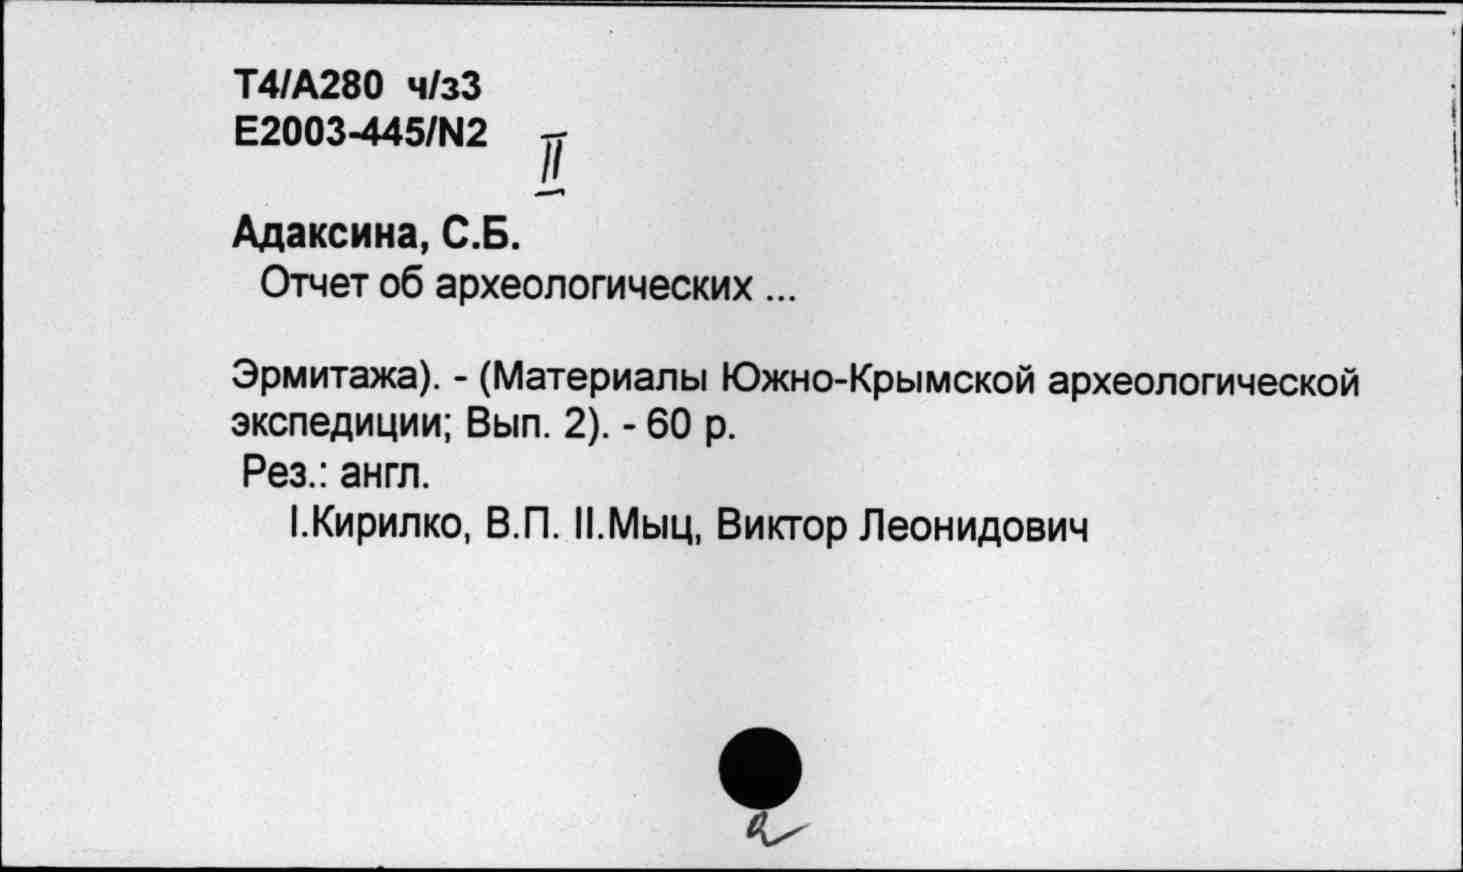 Т4/А280 ч/з3
Е2003-445/N2
II
Адаксина, С.Б.
Отчет об археологических ...
Эрмитажа). - (Материалы Южно-Крымской археологической
экспедиции; Вып. 2). - 60 р.
Рез.: англ.
I.Кирилко, В.П. II.Мыц, Виктор Леонидович